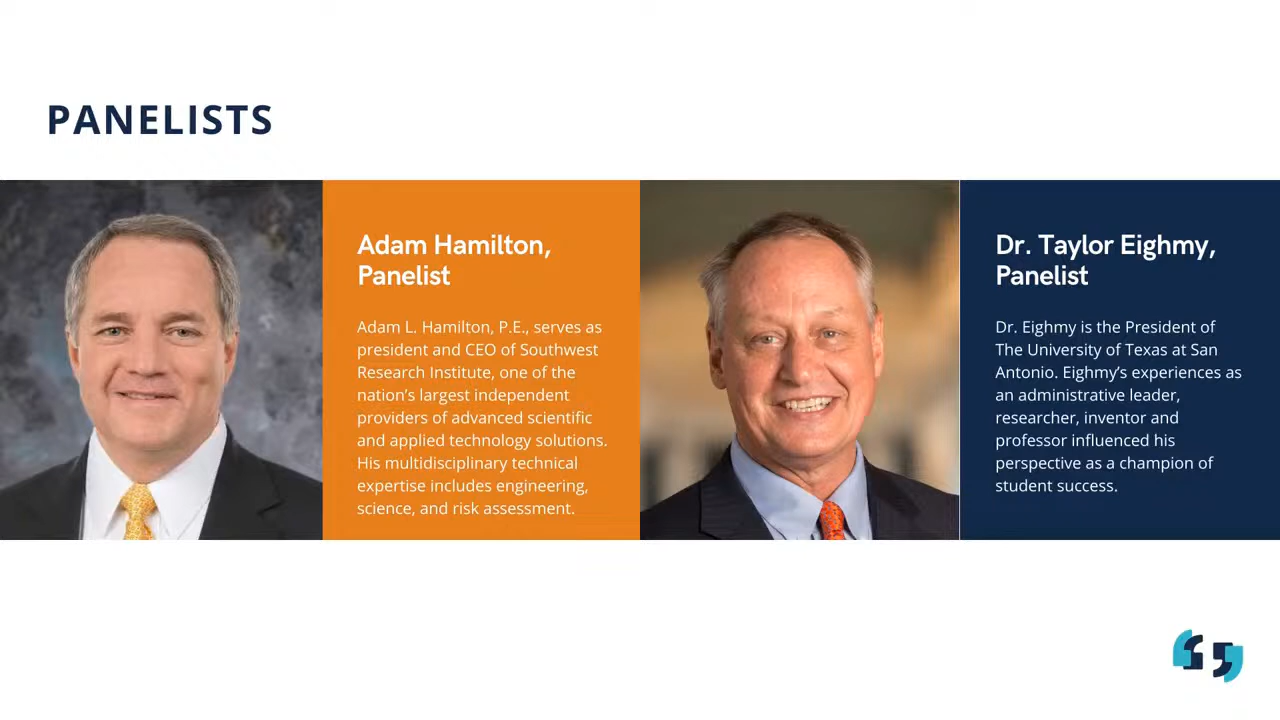 PANELISTS
Adam Hamilton,
Panelist
Adam L. Hamilton, P.E., serves as
president and CEO of Southwest
Research Institute, one of the
nation's largest independent
providers of advanced scientific
and applied technology solutions.
His multidisciplinary technical
expertise includes engineering,
science, and risk assessment.
Dr. Taylor Eighmy,
Panelist
Dr. Eighmy is the President of
The University of Texas at San
Antonio. Eighmy’s experiences as
an administrative leader,
researcher, inventor and
professor influenced his
perspective as a champion of
student success.